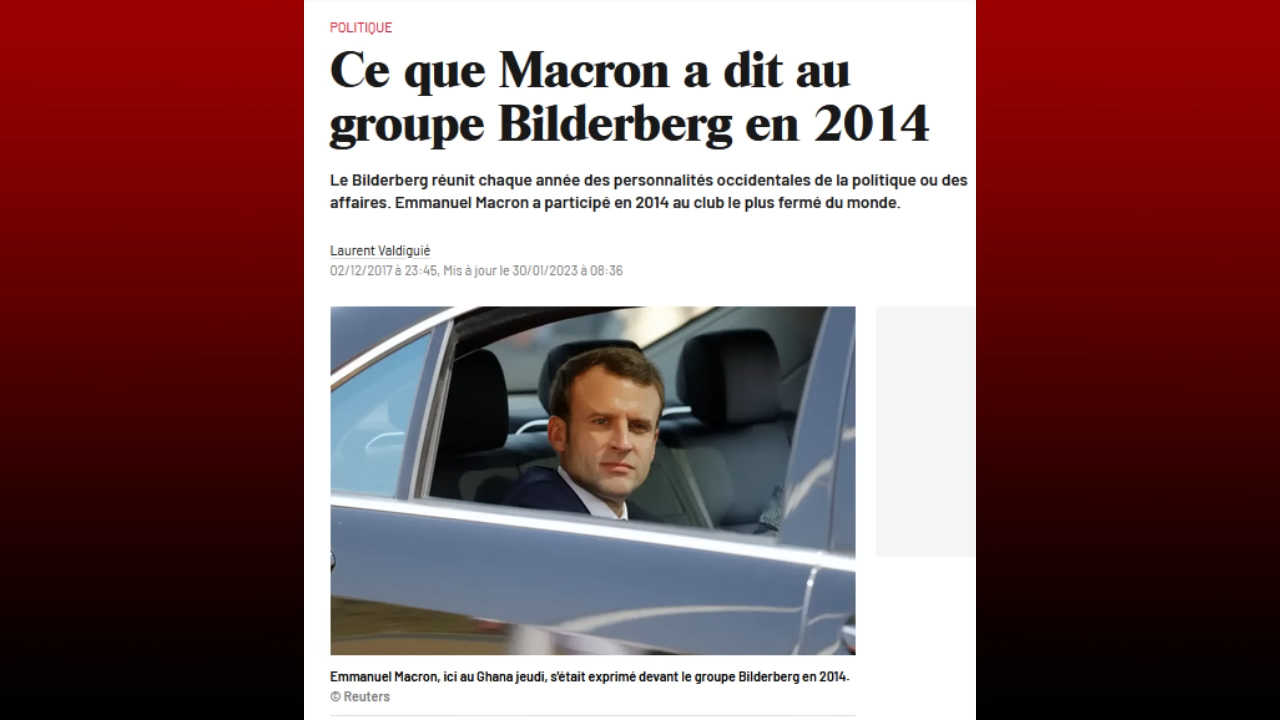 POLITIQUE
Ce que Macron a dit au
groupe Bilderberg en 2014
Le Bilderberg réunit chaque année des personnalités occidentales de la politique ou des
affaires. Emmanuel Macron a participé en 2014 au club le plus fermé du monde.
Laurent Valdiguié
02/12/2017 à 23:45, Mis à jour le 30/01/2023 à 08:36
Emmanuel Macron, ici au Ghana jeudi, s'était exprimé devant le groupe Bilderberg en 2014.
© Reuters